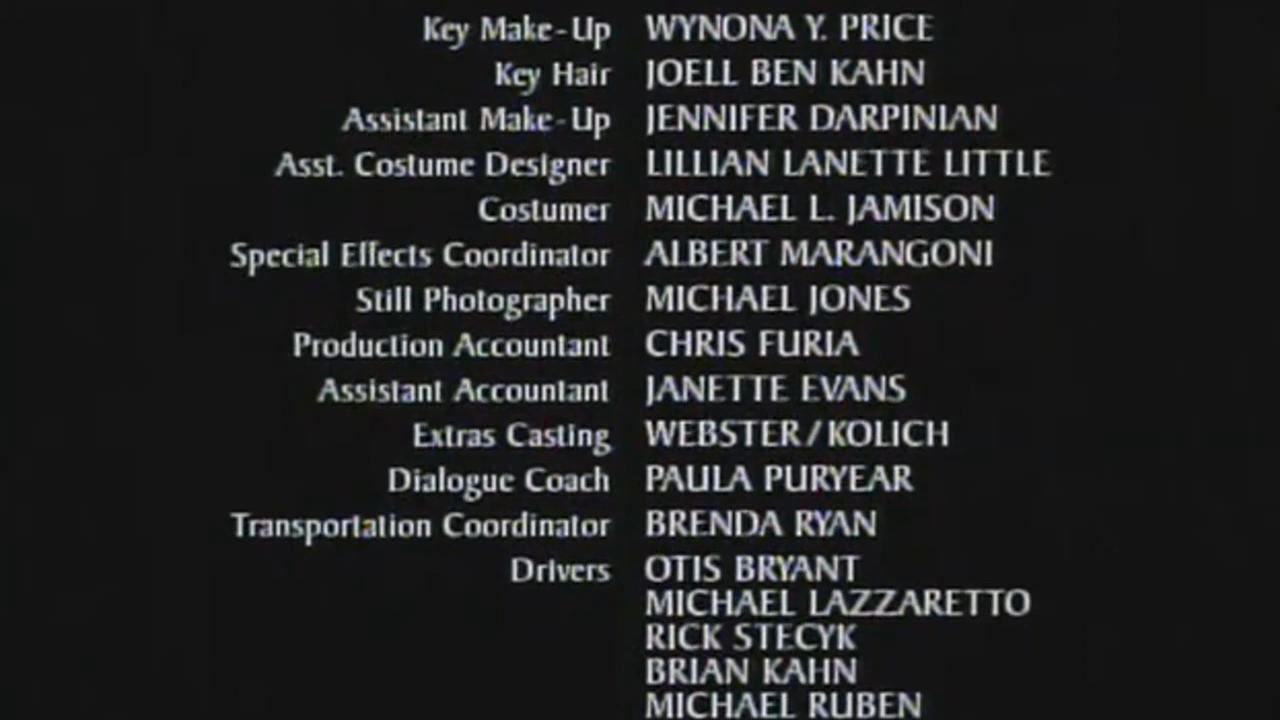 Key Make-Up WYNONA Y. PRICE
Key Hair JOELL BEN KAHN
Assistant Make-Up JENNIFER DARPINIAN
Asst. Costume Designer LILLIAN LANETTE LITTLE
Costumer MICHAEL L. JAMISON
Special Effects Coordinator ALBERT MARANGONI
Still Photographer MICHAEL JONES
Production Accountant CHRIS FURIA
Assistant Accountant JANETTE EVANS
Extras Casting WEBSTER/KOLICH
Dialogue Coach PAULA PURYEAR
Transportation Coordinator BRENDA RYAN
Drivers OTIS BRYANT
MICHAEL LAZZARETTO
RICK STECYK
BRIAN KAHN
MICHAEL RUBEN